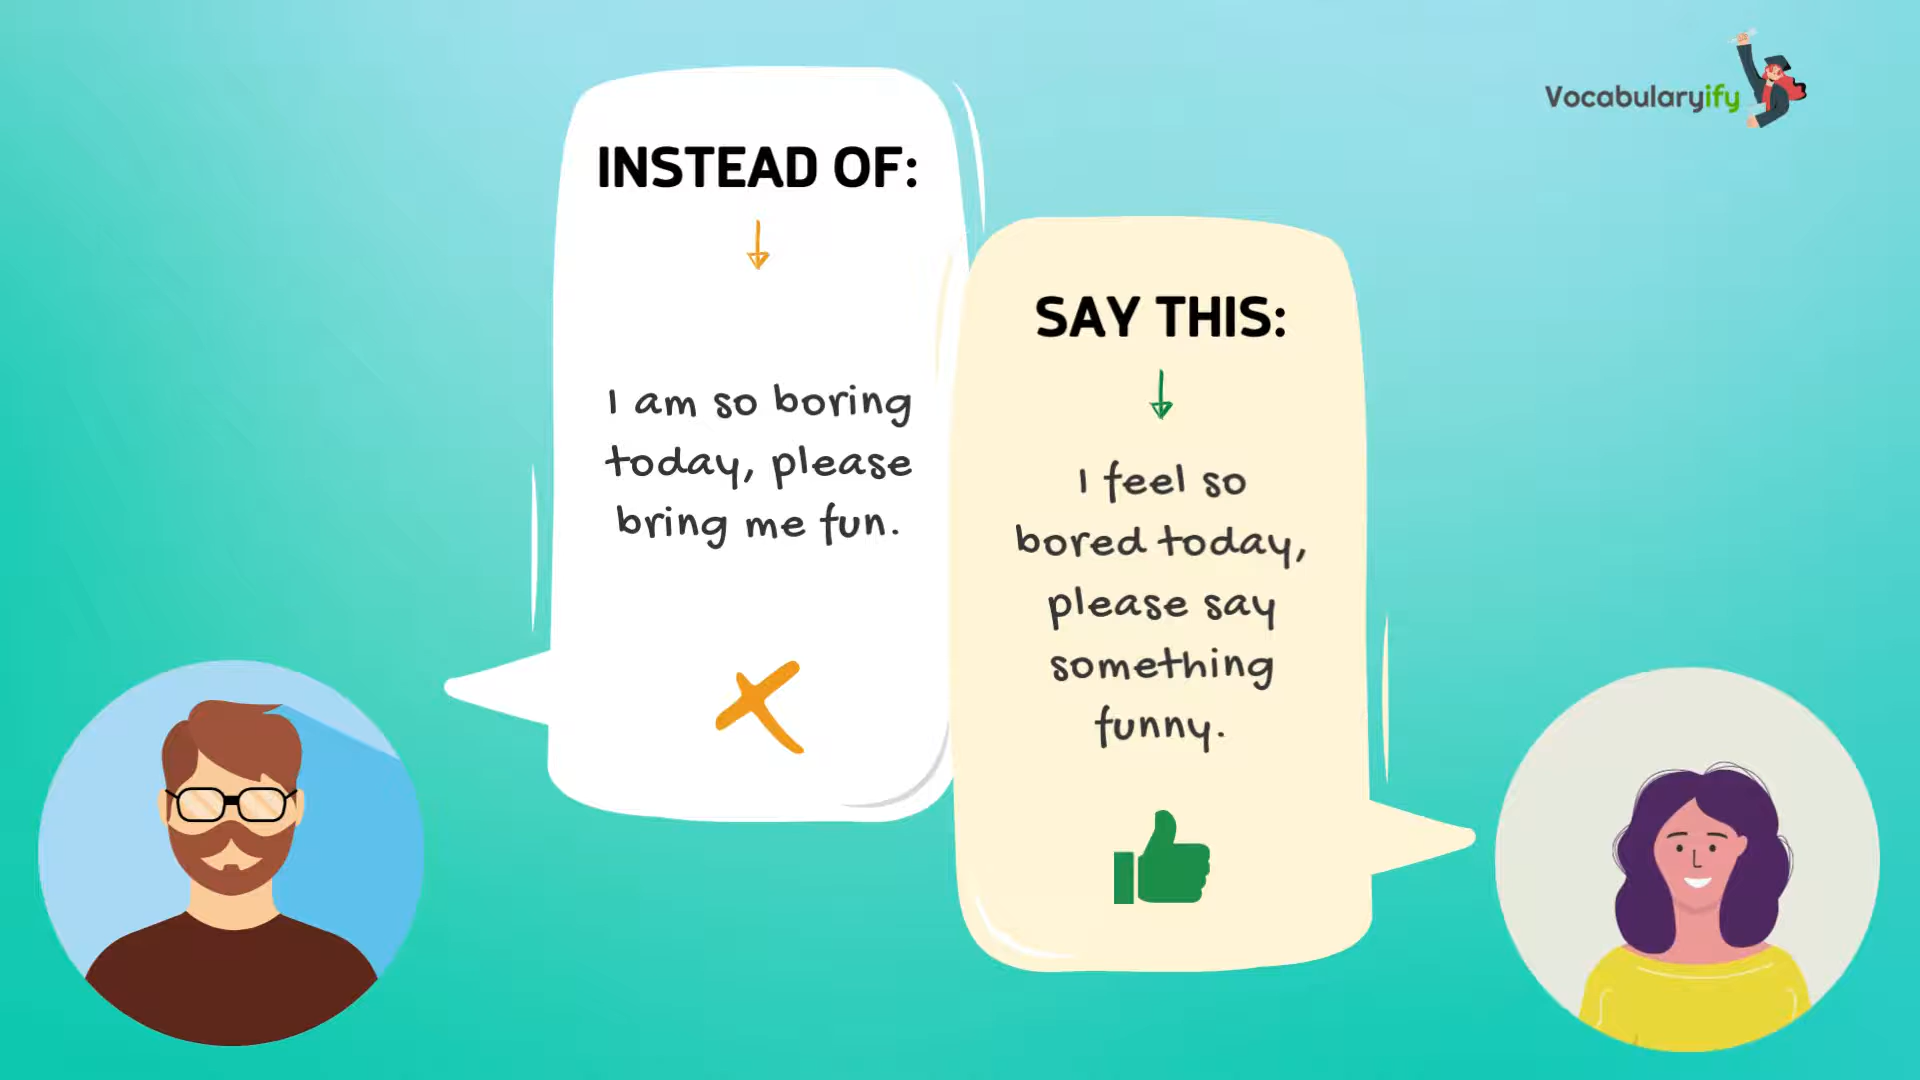 Vocabularyify
INSTEAD OF:
I am so boring
today, please
bring me fun.
SAY THIS:
I feel so
bored today,
please say
something
funny.